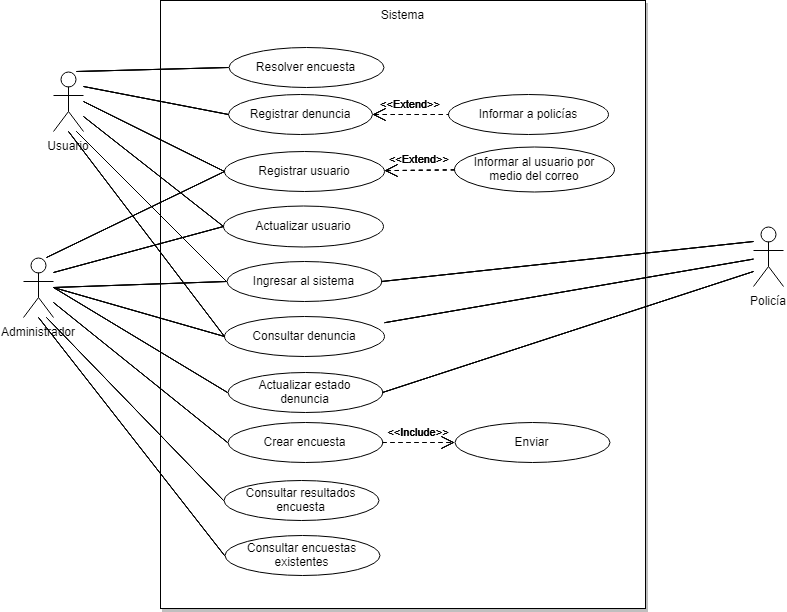 Sistema
Resolver encuesta
Registrar denuncia
<<Extend>>
Informar a policías
Usuario
Registrar usuario
<<Extend>>
Informar al usuario por
medio del correo
Actualizar usuario
Ingresar al sistema
Policía
Administrador
Consultar denuncia
Actualizar estado
denuncia
Crear encuesta
<<Include>>
Enviar
Consultar resultados
encuesta
Consultar encuestas
existentes